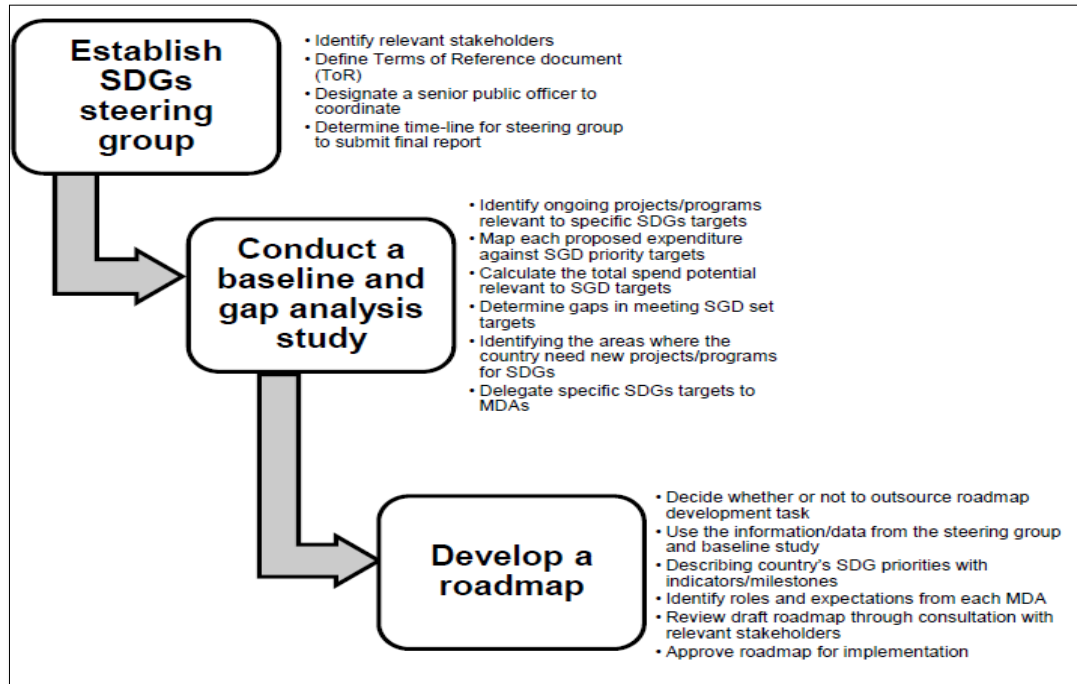 Establish
SDGs
steering
group
• Identify relevant stakeholders
• Define Terms of Reference document
(ToR)
• Designate a senior public officer to
coordinate
• Determine time-line for steering group
to submit final report
Conduct a
baseline and
gap analysis
study
• Identify ongoing projects/programs
relevant to specific SDGs targets
• Map each proposed expenditure
against SGD priority targets
• Calculate the total spend potential
relevant to SGD targets
• Determine gaps in meeting SGD set
targets
• Identifying the areas where the
country need new projects/programs
for SDGs
• Delegate specific SDGs targets to
MDAs
Develop a
roadmap
• Decide whether or not to outsource roadmap
development task
• Use the information/data from the steering group
and baseline study
• Describing country's SDG priorities with
indicators/milestones
• Identify roles and expectations from each MDA
• Review draft roadmap through consultation with
relevant stakeholders
• Approve roadmap for implementation